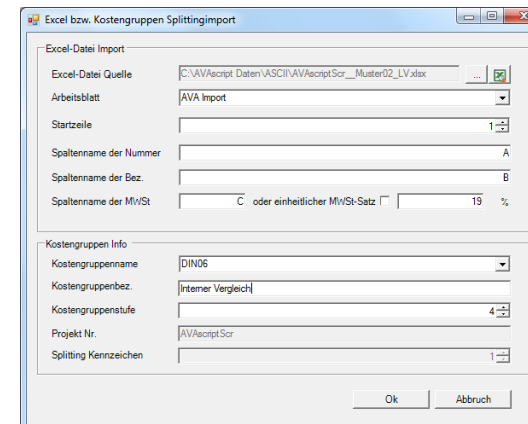 Excel bzw. Kostengruppen Splittingimport
Excel-Datei Import
Excel-Datei Quelle C:\AVAscript Daten\ASCII\AVAscriptScr__Muster02_LV.xlsx ...
Arbeitsblatt AVA Import
Startzeile 1
Spaltenname der Nummer A
Spaltenname der Bez. B
Spaltenname der MWSt C oder einheitlicher MWSt-Satz 19 %
Kostengruppen Info
Kostengruppenname DIN06
Kostengruppenbez. Interner Vergleich
Kostengruppenstufe 4
Projekt Nr. AVAscriptScr
Splitting Kennzeichen 1
Ok Abbruch